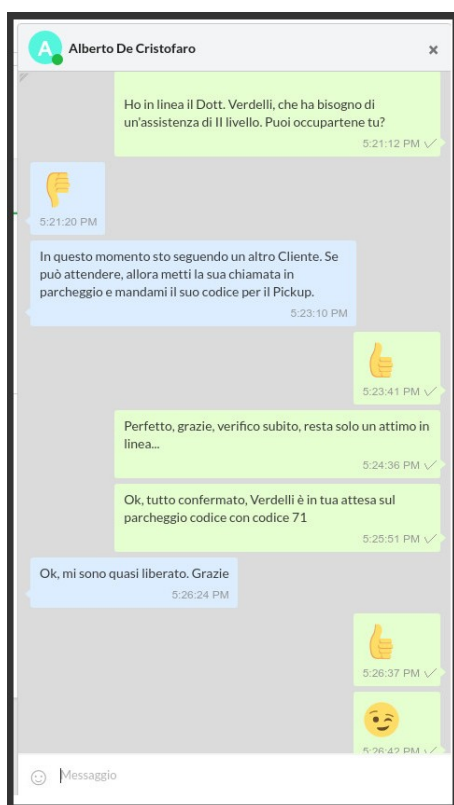 A
Alberto De Cristofaro
×
Ho in linea il Dott. Verdelli, che ha bisogno di
un'assistenza di II livello. Puoi occupartene tu?
5:21:12 PM
5:21:20 PM
In questo momento sto seguendo un altro Cliente. Se
può attendere, allora metti la sua chiamata in
parcheggio e mandami il suo codice per il Pickup.
5:23:10 PM
5:23:41 PM
Perfetto, grazie, verifico subito, resta solo un attimo in
linea...
5:24:36 PM
Ok, tutto confermato, Verdelli è in tua attesa sul
parcheggio codice con codice 71
5:25:51 PM
Ok, mi sono quasi liberato. Grazie
5:26:24 PM
5:26:37 PM
5:26:42 PM
Messaggio